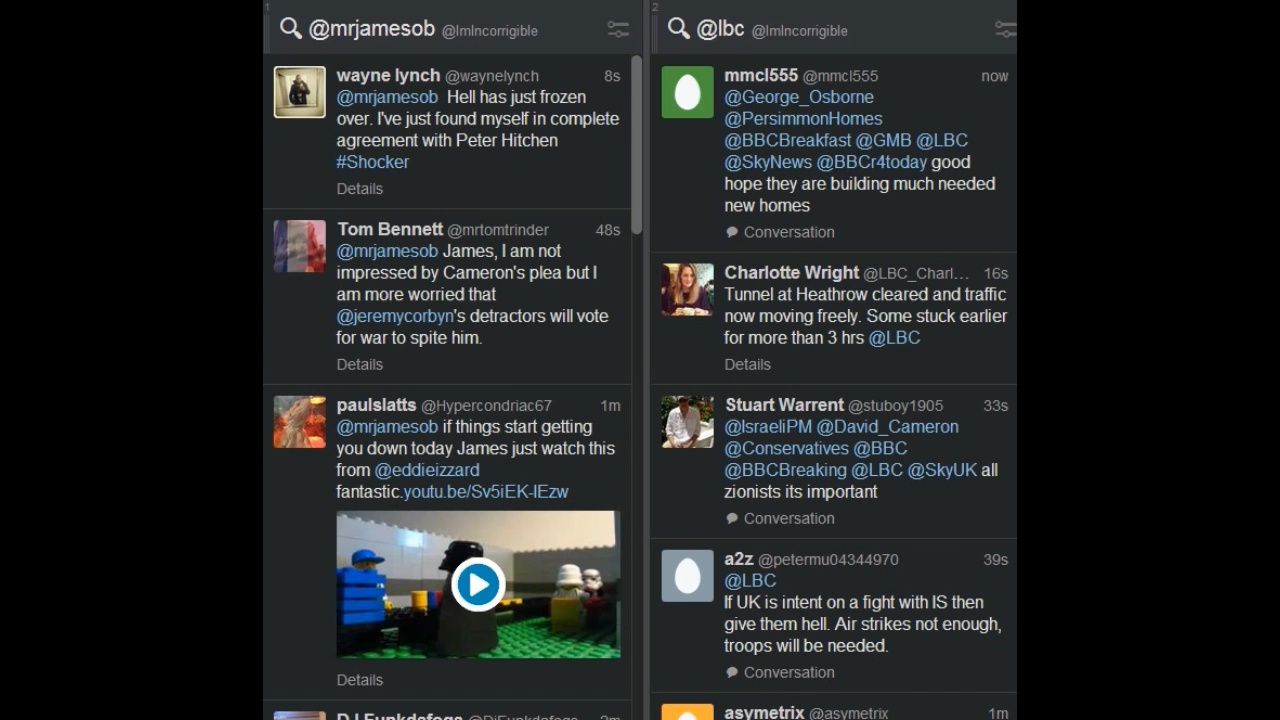 1
@mrjamesob @ImIncorrigible
wayne lynch @waynelynch 8s
@mrjamesob Hell has just frozen
over. I've just found myself in complete
agreement with Peter Hitchen
#Shocker
Details
Tom Bennett @mrtomtrinder 48s
@mrjamesob James, I am not
impressed by Cameron's plea but I
am more worried that
@jeremycorbyn's detractors will vote
for war to spite him.
Details
paulslatts @Hypercondriac67 1m
@mrjamesob if things start getting
you down today James just watch this
from @eddieizzard
fantastic.youtu.be/Sv5iEK-IEzw
Details
DJ Funkdafoga @DjFunkdafoga 2m
2
@lbc @ImIncorrigible
mmcl555 @mmcl555 now
@George_Osborne
@PersimmonHomes
@BBCBreakfast @GMB @LBC
@SkyNews @BBCr4today good
hope they are building much needed
new homes
Conversation
Charlotte Wright @LBC_Charl... 16s
Tunnel at Heathrow cleared and traffic
now moving freely. Some stuck earlier
for more than 3 hrs @LBC
Details
Stuart Warrent @stuboy1905 33s
@IsraeliPM @David_Cameron
@Conservatives @BBC
@BBCBreaking @LBC @SkyUK all
zionists its important
Conversation
a2z @petermu04344970 39s
@LBC
If UK is intent on a fight with IS then
give them hell. Air strikes not enough,
troops will be needed.
Conversation
asymetrix @asymetrix 1m